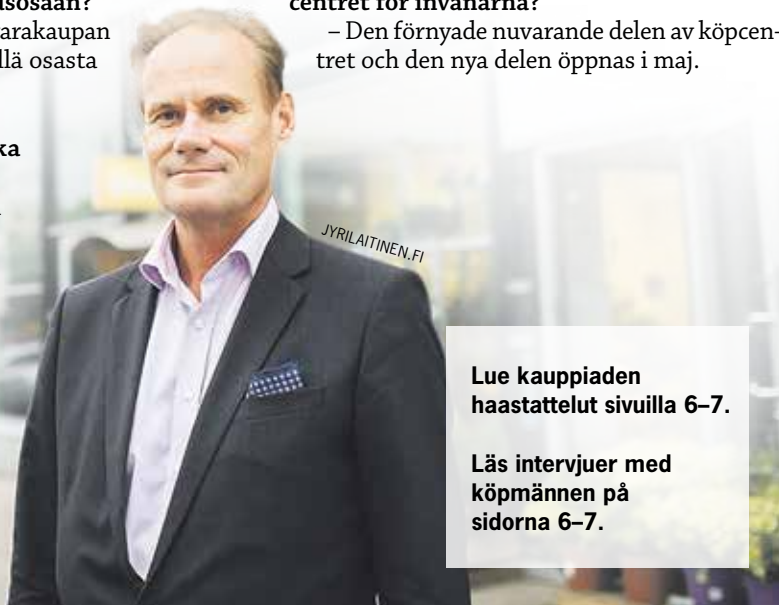 usosaan?
arakaupan
llä osasta
ka
centret för invånarna?
– Den förnyade nuvarande delen av köpcen-
tret och den nya delen öppnas i maj.
JYRILAITINEN.FI
Lue kauppiaden
haastattelut sivuilla 6–7.
Läs intervjuer med
köpmännen på
sidorna 6–7.